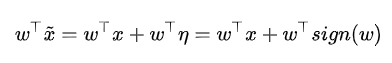 w⊤x̃ = w⊤x + w⊤η = w⊤x + w⊤sign(w)